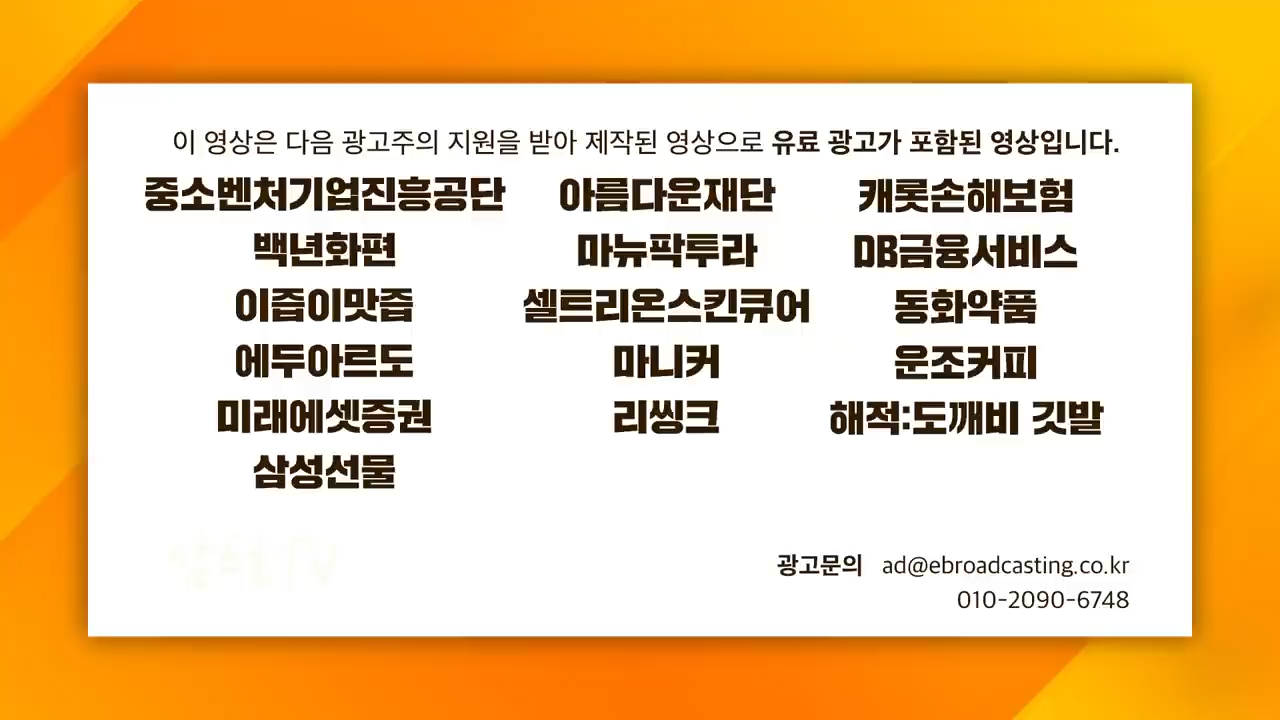 이 영상은 다음 광고주의 지원을 받아 제작된 영상으로 유료 광고가 포함된 영상입니다.
중소벤처기업진흥공단 아름다운재단 캐롯손해보험
백년화편 마뉴팍투라 DB금융서비스
이즙이맛즙 셀트리온스킨큐어 동화약품
에두아르도 마니커 운조커피
미래에셋증권 리씽크 해적:도깨비 깃발
삼성선물
광고문의 ad@ebroadcasting.co.kr
010-2090-6748